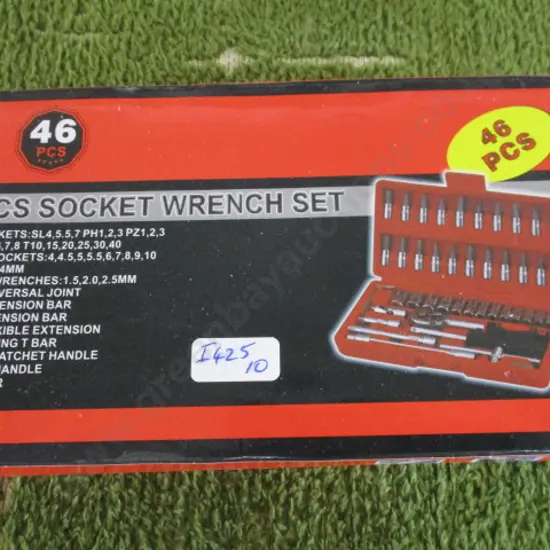 46
PCS
46
PCS
CS SOCKET WRENCH SET
KETS:SL4,5.5,7 PH1,2,3 PZ1,2,3
,7,8 T10,15,20,25,30,40
OCKETS:4,4.5,5,5.5,6,7,8,9,10
4MM
WRENCHES:1.5,2.0,2.5MM
VERSAL JOINT
ENSION BAR
ENSION BAR
XIBLE EXTENSION
NG T BAR
ATCHET HANDLE
HANDLE
R
I425
10